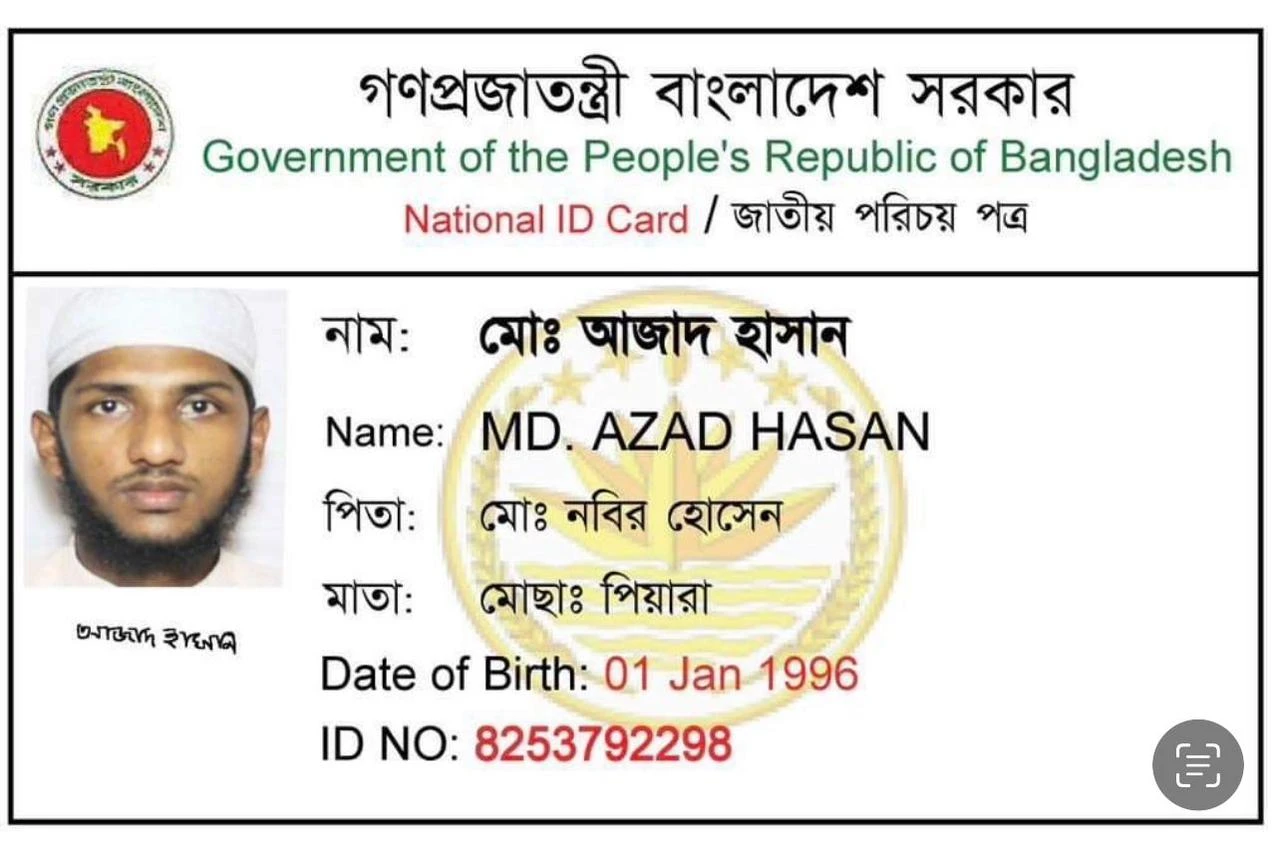 গণপ্রজাতন্ত্রী বাংলাদেশ সরকার
Government of the People's Republic of Bangladesh
National ID Card / জাতীয় পরিচয় পত্র
নাম: মোঃ আজাদ হাসান
Name: MD. AZAD HASAN
পিতা: মোঃ নবির হোসেন
মাতা: মোছাঃ পিয়ারা
আজাদ হাসান
Date of Birth: 01 Jan 1996
ID NO: 8253792298